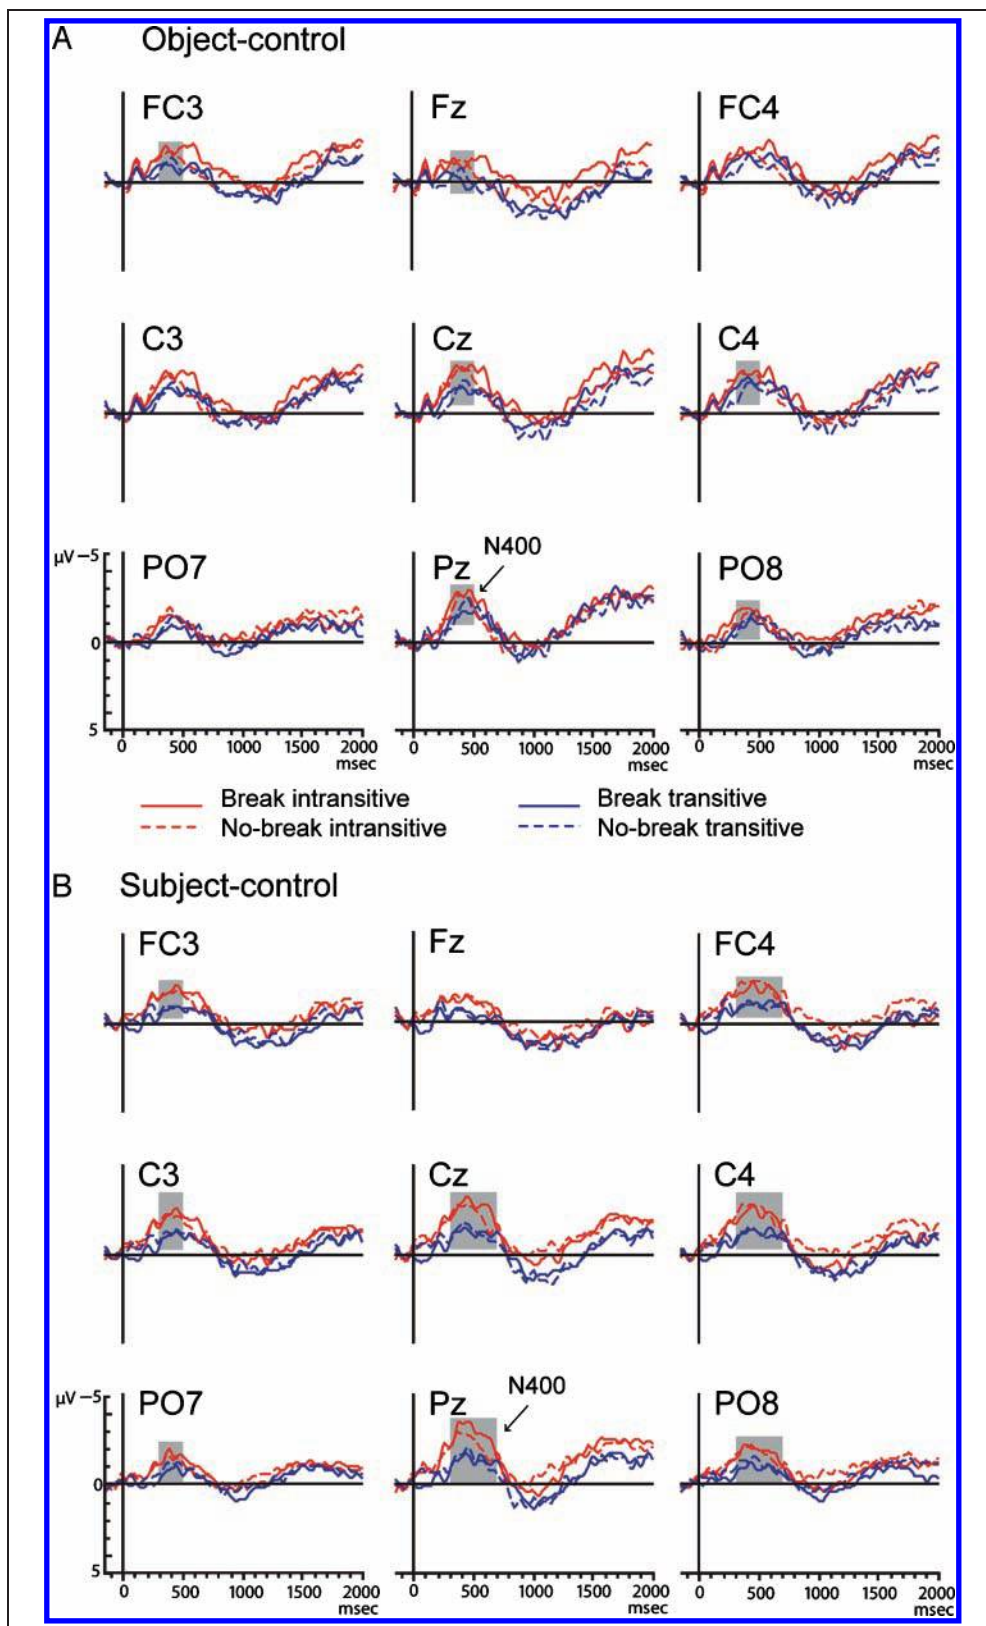 A Object-control
FC3 Fz FC4
C3 Cz C4
N400
µV −5 PO7 Pz PO8
0
5
0 500 1000 1500 2000 0 500 1000 1500 2000 0 500 1000 1500 2000
msec msec msec
Break intransitive Break transitive
No-break intransitive No-break transitive
B Subject-control
FC3 Fz FC4
C3 Cz C4
N400
µV −5 PO7 Pz PO8
0
5
0 500 1000 1500 2000 0 500 1000 1500 2000 0 500 1000 1500 2000
msec msec msec